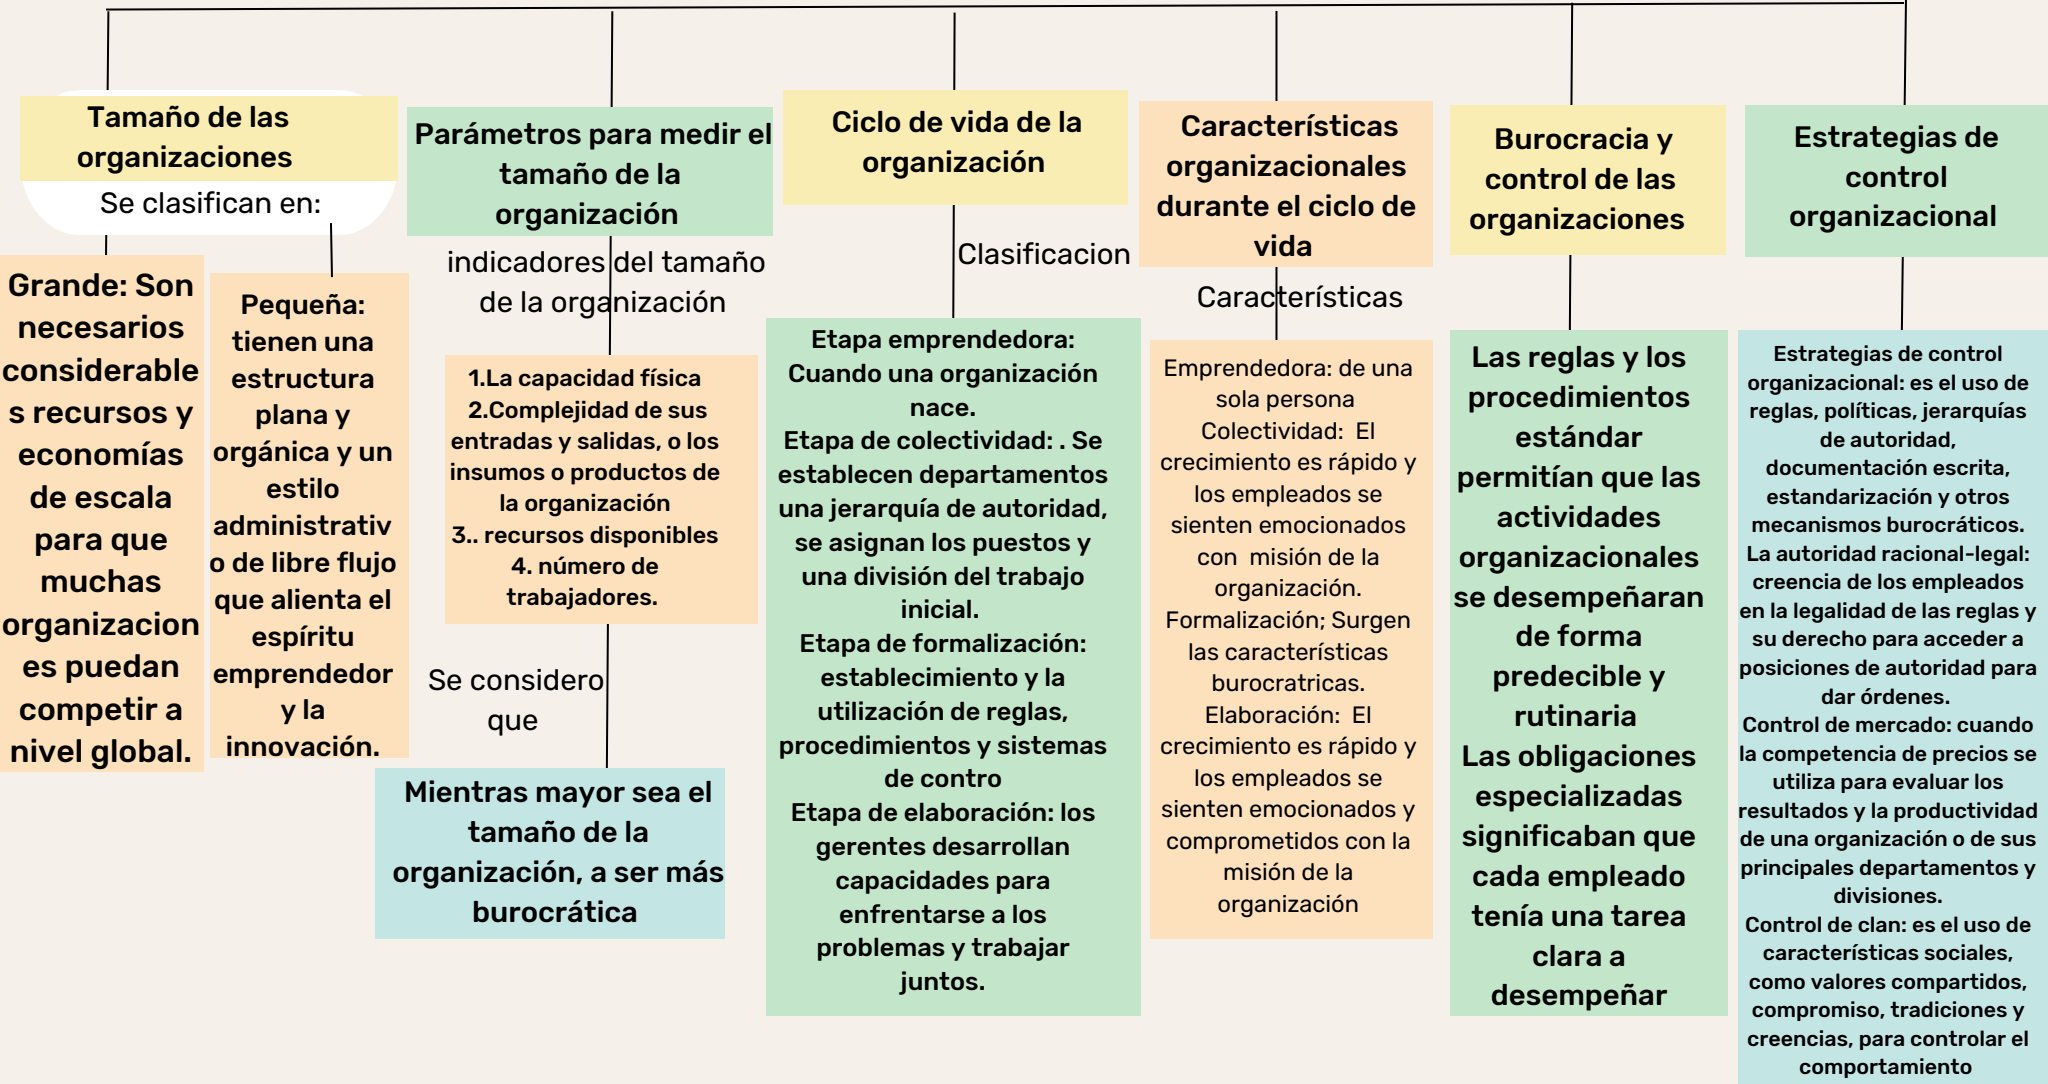 Tamaño de las
organizaciones
Se clasifican en:
Grande: Son
necesarios
considerable
s recursos y
economías
de escala
para que
muchas
organizacion
es puedan
competir a
nivel global.
Pequeña:
tienen una
estructura
plana y
orgánica y un
estilo
administrativ
o de libre flujo
que alienta el
espíritu
emprendedor
y la
innovación.
Parámetros para medir el
tamaño de la
organización
indicadores del tamaño
de la organización
1.La capacidad física
2.Complejidad de sus
entradas y salidas, o los
insumos o productos de
la organización
3.. recursos disponibles
4. número de
trabajadores.
Se considero
que
Mientras mayor sea el
tamaño de la
organización, a ser más
burocrática
Ciclo de vida de la
organización
Clasificacion
Etapa emprendedora:
Cuando una organización
nace.
Etapa de colectividad: . Se
establecen departamentos
una jerarquía de autoridad,
se asignan los puestos y
una división del trabajo
inicial.
Etapa de formalización:
establecimiento y la
utilización de reglas,
procedimientos y sistemas
de contro
Etapa de elaboración: los
gerentes desarrollan
capacidades para
enfrentarse a los
problemas y trabajar
juntos.
Características
organizacionales
durante el ciclo de
vida
Características
Emprendedora: de una
sola persona
Colectividad:  El
crecimiento es rápido y
los empleados se
sienten emocionados
con  misión de la
organización.
Formalización; Surgen
las características
burocratricas.
Elaboración:  El
crecimiento es rápido y
los empleados se
sienten emocionados y
comprometidos con la
misión de la
organización
Burocracia y
control de las
organizaciones
Las reglas y los
procedimientos
estándar
permitían que las
actividades
organizacionales
se desempeñaran
de forma
predecible y
rutinaria
Las obligaciones
especializadas
significaban que
cada empleado
tenía una tarea
clara a
desempeñar
Estrategias de
control
organizacional
Estrategias de control
organizacional: es el uso de
reglas, políticas, jerarquías
de autoridad,
documentación escrita,
estandarización y otros
mecanismos burocráticos.
La autoridad racional-legal:
creencia de los empleados
en la legalidad de las reglas y
su derecho para acceder a
posiciones de autoridad para
dar órdenes.
Control de mercado: cuando
la competencia de precios se
utiliza para evaluar los
resultados y la productividad
de una organización o de sus
principales departamentos y
divisiones.
Control de clan: es el uso de
características sociales,
como valores compartidos,
compromiso, tradiciones y
creencias, para controlar el
comportamiento